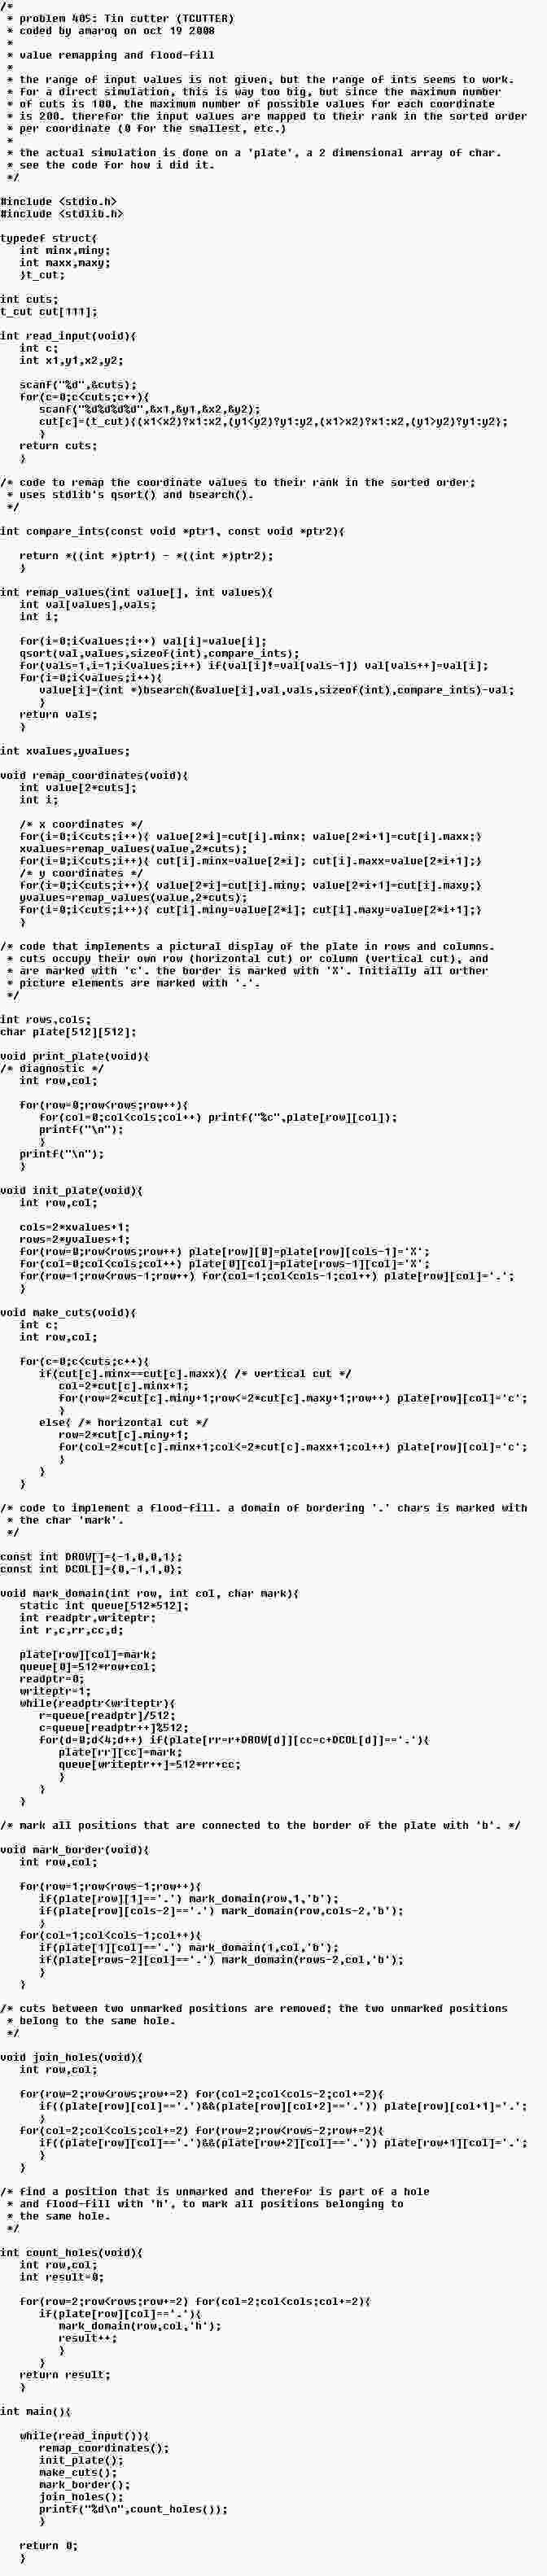 /*
 * problem 405: Tin cutter (TCUTTER)
 * coded by amaroq on oct 19 2008
 *
 * value remapping and flood-fill
 *
 * the range of input values is not given, but the range of ints seems to work.
 * for a direct simulation, this is way too big, but since the maximum number
 * of cuts is 100, the maximum number of possible values for each coordinate
 * is 200. therefor the input values are mapped to their rank in the sorted order
 * per coordinate (0 for the smallest, etc.)
 *
 * the actual simulation is done on a 'plate', a 2 dimensional array of char.
 * see the code for how i did it.
 */

#include <stdio.h>
#include <stdlib.h>

typedef struct{
   int minx,miny;
   int maxx,maxy;
   }t_cut;

int cuts;
t_cut cut[111];

int read_input(void){
   int c;
   int x1,y1,x2,y2;

   scanf("%d",&cuts);
   for(c=0;c<cuts;c++){
      scanf("%d%d%d%d",&x1,&y1,&x2,&y2);
      cut[c]=(t_cut){(x1<x2)?x1:x2,(y1<y2)?y1:y2,(x1>x2)?x1:x2,(y1>y2)?y1:y2};
      }
   return cuts;
   }

/* code to remap the coordinate values to their rank in the sorted order;
 * uses stdlib's qsort() and bsearch().
 */

int compare_ints(const void *ptr1, const void *ptr2){

   return *((int *)ptr1) - *((int *)ptr2);
   }

int remap_values(int value[], int values){
   int val[values],vals;
   int i;

   for(i=0;i<values;i++) val[i]=value[i];
   qsort(val,values,sizeof(int),compare_ints);
   for(vals=1,i=1;i<values;i++) if(val[i]!=val[vals-1]) val[vals++]=val[i];
   for(i=0;i<values;i++){
      value[i]=(int *)bsearch(&value[i],val,vals,sizeof(int),compare_ints)-val;
      }
   return vals;
   }

int xvalues,yvalues;

void remap_coordinates(void){
   int value[2*cuts];
   int i;

   /* x coordinates */
   for(i=0;i<cuts;i++){ value[2*i]=cut[i].minx; value[2*i+1]=cut[i].maxx;}
   xvalues=remap_values(value,2*cuts);
   for(i=0;i<cuts;i++){ cut[i].minx=value[2*i]; cut[i].maxx=value[2*i+1];}
   /* y coordinates */
   for(i=0;i<cuts;i++){ value[2*i]=cut[i].miny; value[2*i+1]=cut[i].maxy;}
   yvalues=remap_values(value,2*cuts);
   for(i=0;i<cuts;i++){ cut[i].miny=value[2*i]; cut[i].maxy=value[2*i+1];}
   }

/* code that implements a pictural display of the plate in rows and columns.
 * cuts occupy their own row (horizontal cut) or column (vertical cut), and
 * are marked with 'c'. the border is marked with 'X'. Initially all orther
 * picture elements are marked with '.'.
 */

int rows,cols;
char plate[512][512];

void print_plate(void){
/* diagnostic */
   int row,col;

   for(row=0;row<rows;row++){
      for(col=0;col<cols;col++) printf("%c",plate[row][col]);
      printf("\n");
      }
   printf("\n");
   }

void init_plate(void){
   int row,col;

   cols=2*xvalues+1;
   rows=2*yvalues+1;
   for(row=0;row<rows;row++) plate[row][0]=plate[row][cols-1]='X';
   for(col=0;col<cols;col++) plate[0][col]=plate[rows-1][col]='X';
   for(row=1;row<rows-1;row++) for(col=1;col<cols-1;col++) plate[row][col]='.';
   }

void make_cuts(void){
   int c;
   int row,col;

   for(c=0;c<cuts;c++){
      if(cut[c].minx==cut[c].maxx){ /* vertical cut */
         col=2*cut[c].minx+1;
         for(row=2*cut[c].miny+1;row<=2*cut[c].maxy+1;row++) plate[row][col]='c';
         }
      else{ /* horizontal cut */
         row=2*cut[c].miny+1;
         for(col=2*cut[c].minx+1;col<=2*cut[c].maxx+1;col++) plate[row][col]='c';
         }
      }
   }

/* code to implement a flood-fill. a domain of bordering '.' chars is marked with
 * the char 'mark'.
 */

const int DROW[]={-1,0,0,1};
const int DCOL[]={0,-1,1,0};

void mark_domain(int row, int col, char mark){
   static int queue[512*512];
   int readptr,writeptr;
   int r,c,rr,cc,d;

   plate[row][col]=mark;
   queue[0]=512*row+col;
   readptr=0;
   writeptr=1;
   while(readptr<writeptr){
      r=queue[readptr]/512;
      c=queue[readptr++]%512;
      for(d=0;d<4;d++) if(plate[rr=r+DROW[d]][cc=c+DCOL[d]]=='.'){
         plate[rr][cc]=mark;
         queue[writeptr++]=512*rr+cc;
         }
      }
   }

/* mark all positions that are connected to the border of the plate with 'b'. */

void mark_border(void){
   int row,col;

   for(row=1;row<rows-1;row++){
      if(plate[row][1]=='.') mark_domain(row,1,'b');
      if(plate[row][cols-2]=='.') mark_domain(row,cols-2,'b');
      }
   for(col=1;col<cols-1;col++){
      if(plate[1][col]=='.') mark_domain(1,col,'b');
      if(plate[rows-2][col]=='.') mark_domain(rows-2,col,'b');
      }
   }

/* cuts between two unmarked positions are removed; the two unmarked positions
 * belong to the same hole.
 */

void join_holes(void){
   int row,col;

   for(row=2;row<rows;row+=2) for(col=2;col<cols-2;col+=2){
      if((plate[row][col]=='.')&&(plate[row][col+2]=='.')) plate[row][col+1]='.';
      }
   for(col=2;col<cols;col+=2) for(row=2;row<rows-2;row+=2){
      if((plate[row][col]=='.')&&(plate[row+2][col]=='.')) plate[row+1][col]='.';
      }
   }

/* find a position that is unmarked and therefor is part of a hole
 * and flood-fill with 'h', to mark all positions belonging to
 * the same hole.
 */

int count_holes(void){
   int row,col;
   int result=0;

   for(row=2;row<rows;row+=2) for(col=2;col<cols;col+=2){
      if(plate[row][col]=='.'){
         mark_domain(row,col,'h');
         result++;
         }
      }
   return result;
   }

int main(){

   while(read_input()){
      remap_coordinates();
      init_plate();
      make_cuts();
      mark_border();
      join_holes();
      printf("%d\n",count_holes());
      }

   return 0;
   }